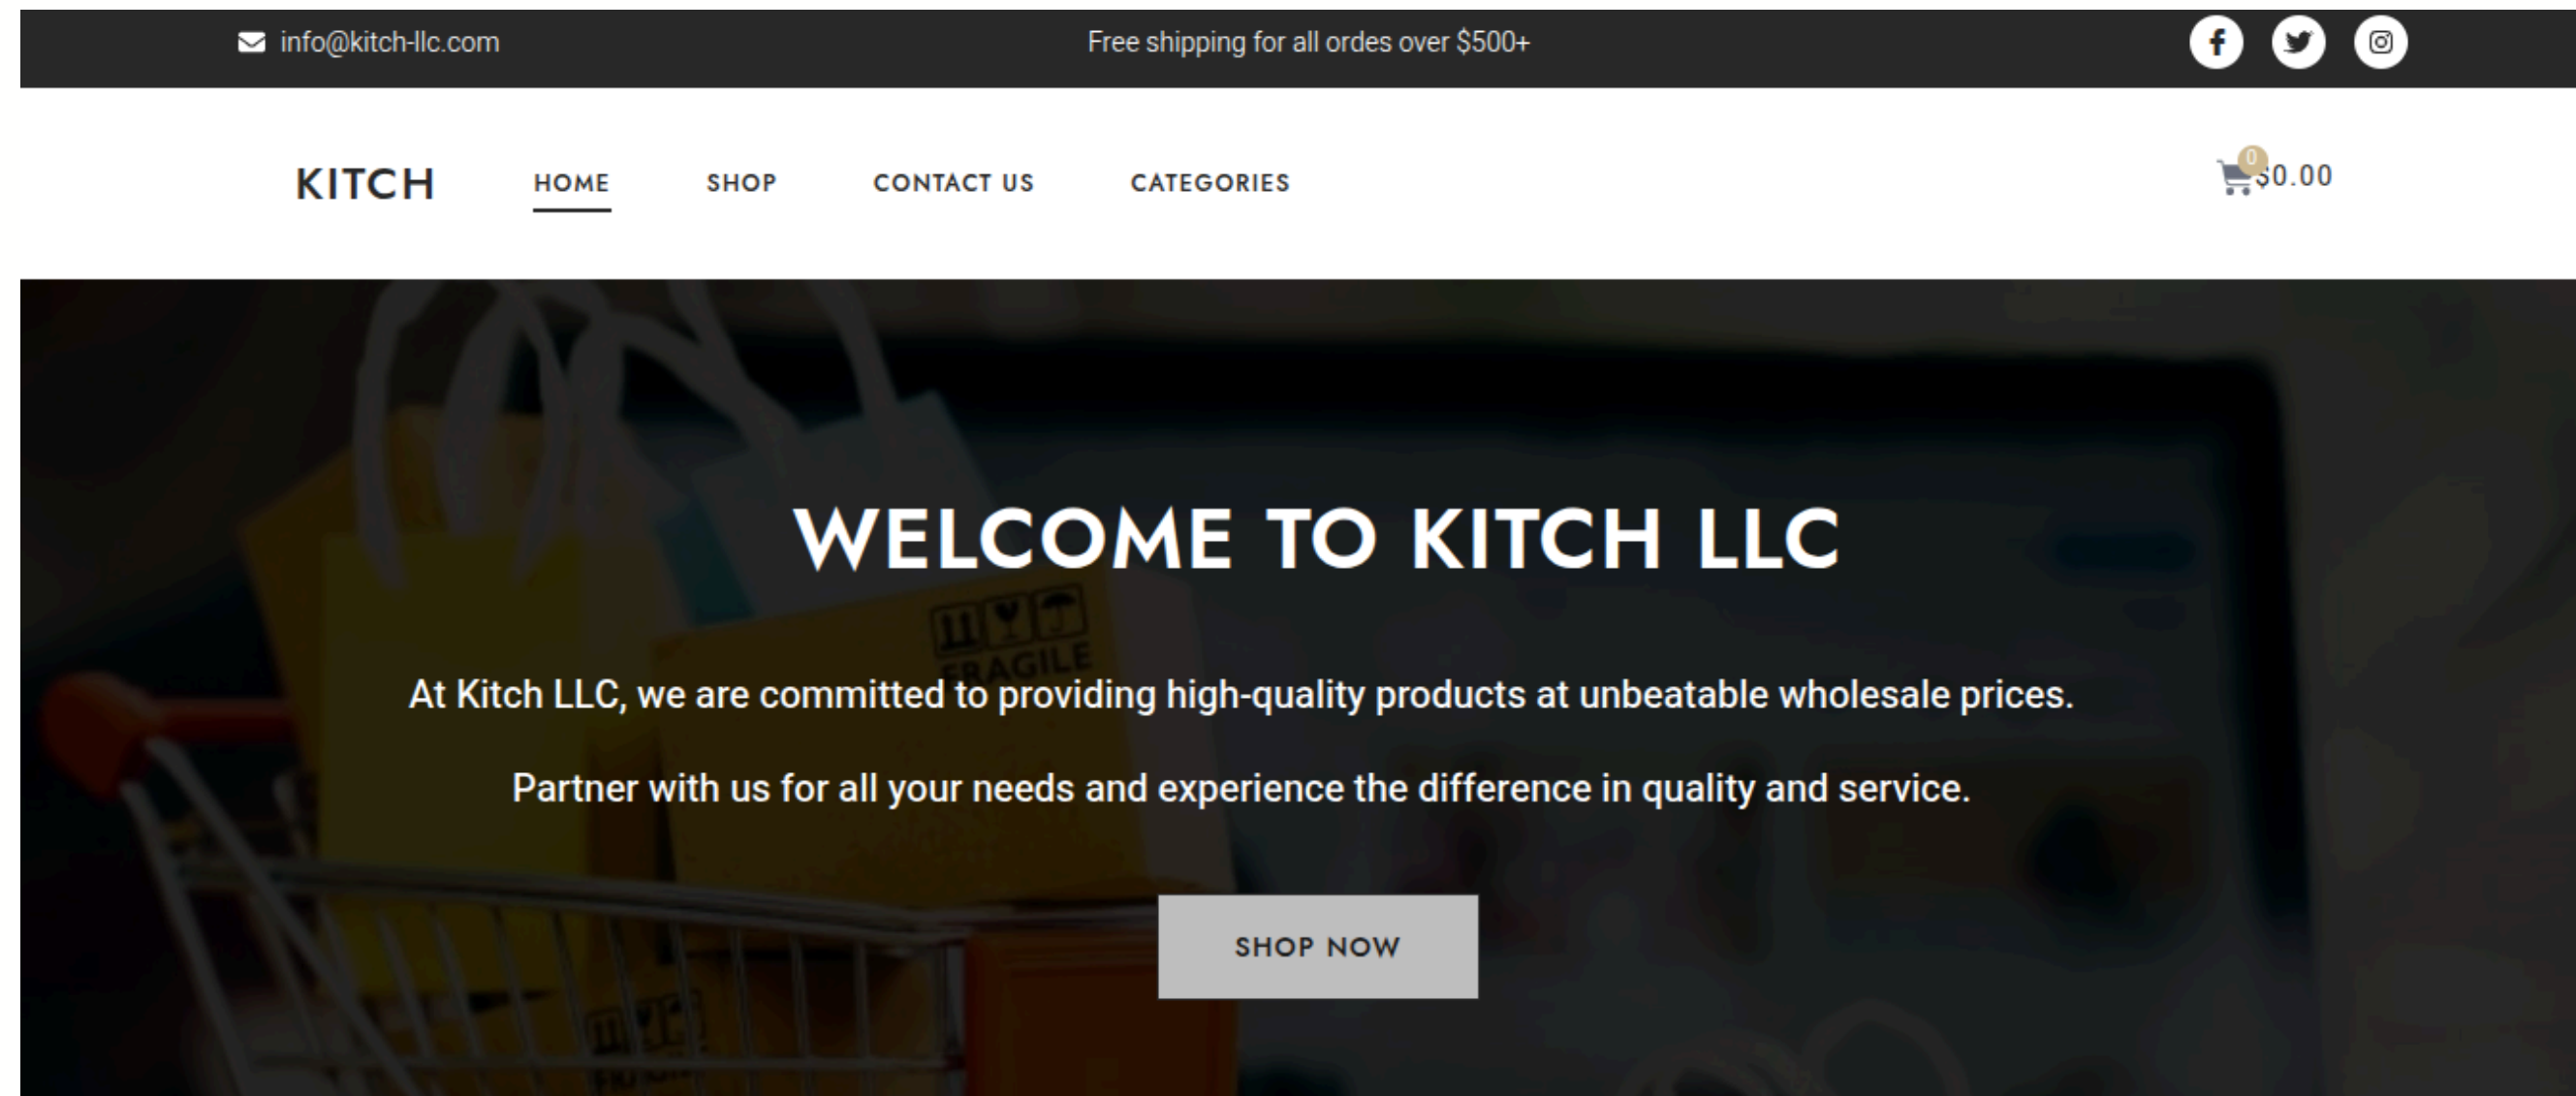 info@kitch-llc.com
Free shipping for all ordes over $500+
KITCH
HOME
SHOP
CONTACT US
CATEGORIES
0
$0.00
WELCOME TO KITCH LLC
FRAGILE
At Kitch LLC, we are committed to providing high-quality products at unbeatable wholesale prices.
Partner with us for all your needs and experience the difference in quality and service.
SHOP NOW